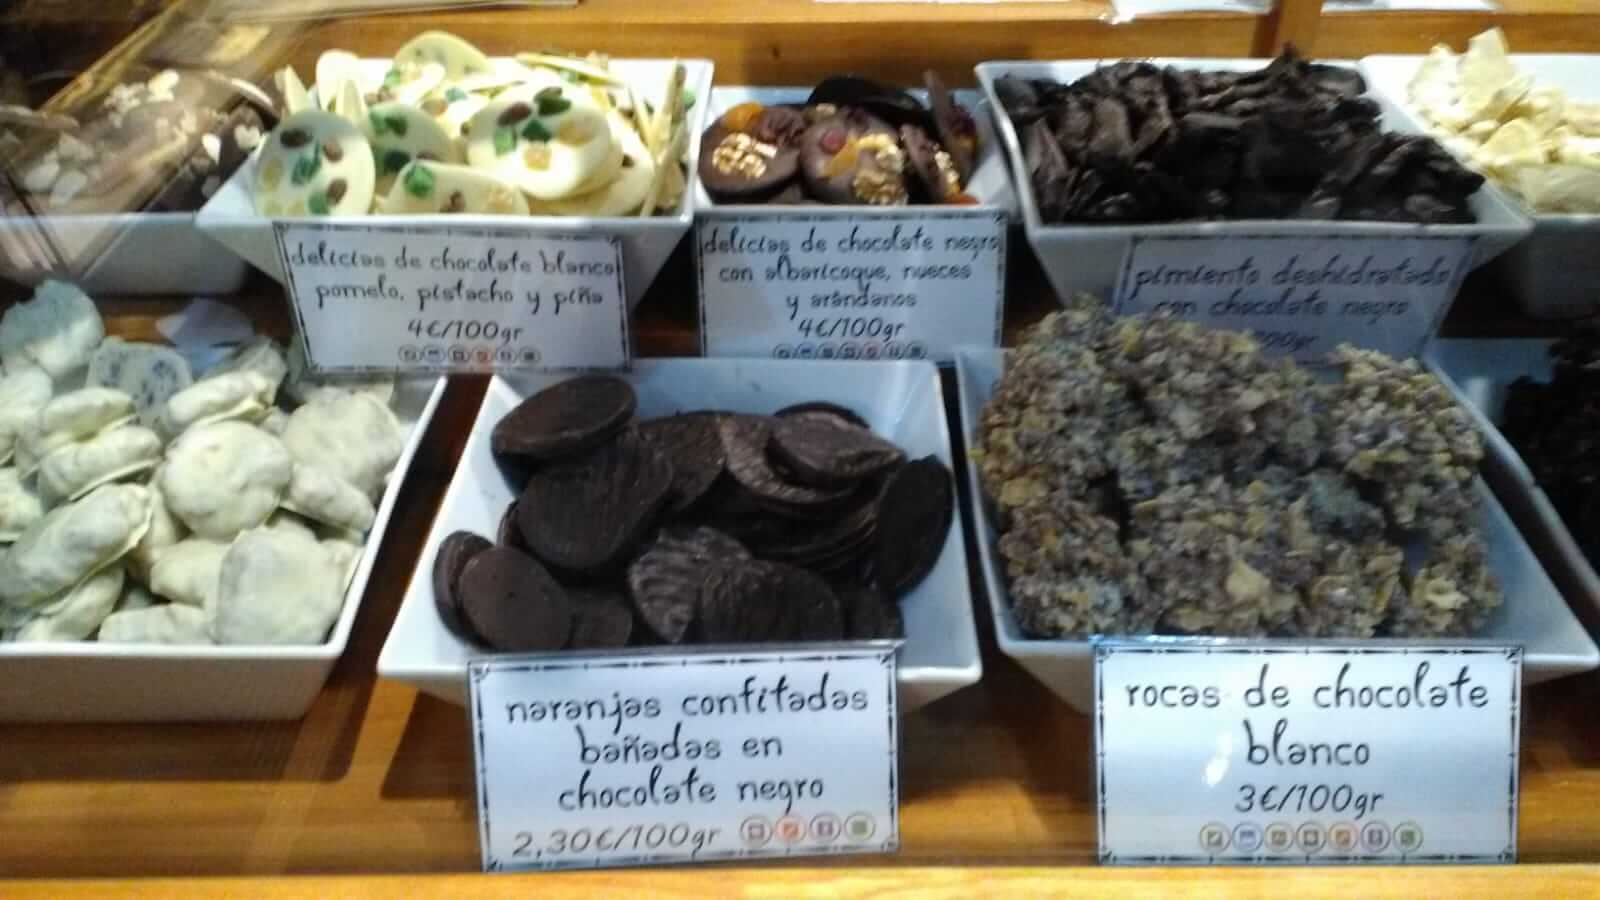 delicias de chocolate blanco
pomelo, pistacho y piña
4€/100gr
delicias de chocolate negro
con albaricoque, nueces
y arándanos
4€/100gr
pimiento deshidratado
con chocolate negro
naranjas confitadas
bañadas en
chocolate negro
2,30€/100gr
rocas de chocolate
blanco
3€/100gr